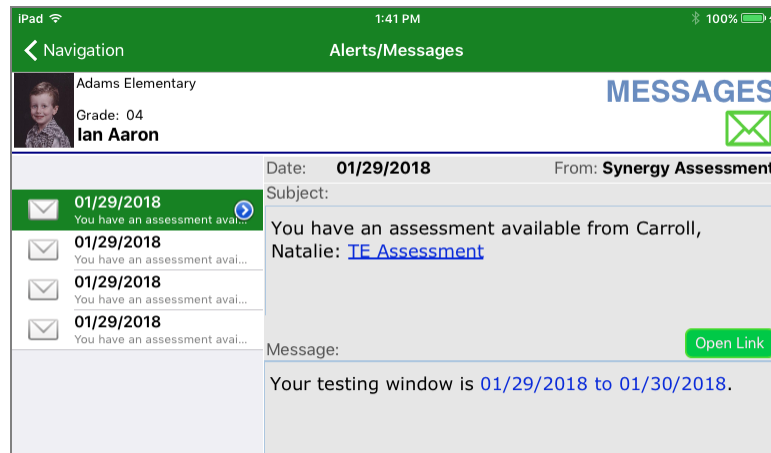 iPad 1:41 PM 100%
Navigation Alerts/Messages
Adams Elementary
Grade: 04
Ian Aaron
MESSAGES
Date: 01/29/2018 From: Synergy Assessment
Subject:
01/29/2018
You have an assessment avai...
01/29/2018
You have an assessment avai...
01/29/2018
You have an assessment avai...
01/29/2018
You have an assessment avai...
You have an assessment available from Carroll,
Natalie: TE Assessment
Open Link
Message:
Your testing window is 01/29/2018 to 01/30/2018.